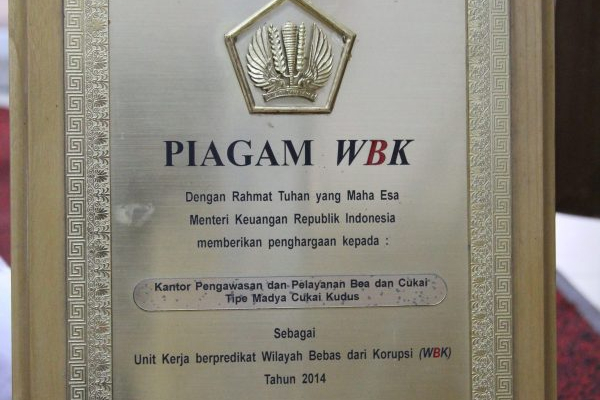 PIAGAM WBK
Dengan Rahmat Tuhan yang Maha Esa
Menteri Keuangan Republik Indonesia
memberikan penghargaan kepada :
Kantor Pengawasan dan Pelayanan Bea dan Cukai
Tipe Madya Cukai Kudus
Sebagai
Unit Kerja berpredikat Wilayah Bebas dari Korupsi (WBK)
Tahun 2014